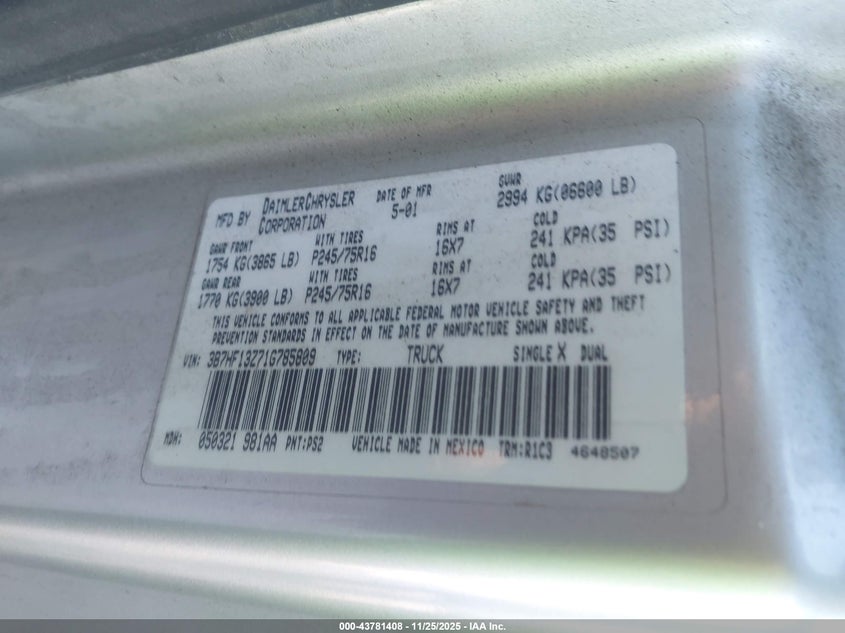 MFD BY DAIMLERCHRYSLER CORPORATION DATE OF MFR 5-01 GVWR 2994 KG(06600 LB)
GAWR FRONT WITH TIRES RIMS AT COLD
1754 KG(3865 LB) P245/75R16 16X7 241 KPA(35 PSI)
GAWR REAR WITH TIRES RIMS AT COLD
1770 KG(3900 LB) P245/75R16 16X7 241 KPA(35 PSI)
THIS VEHICLE CONFORMS TO ALL APPLICABLE FEDERAL MOTOR VEHICLE SAFETY AND THEFT
PREVENTION STANDARDS IN EFFECT ON THE DATE OF MANUFACTURE SHOWN ABOVE.
VIN: 3B7HF13Z71G785809 TYPE: TRUCK SINGLE X DUAL
MDH: 050321 981AA PNT:PS2 VEHICLE MADE IN MEXICO TRM:R1C3 4648507
000-43781408 - 11/25/2025 - IAA Inc.